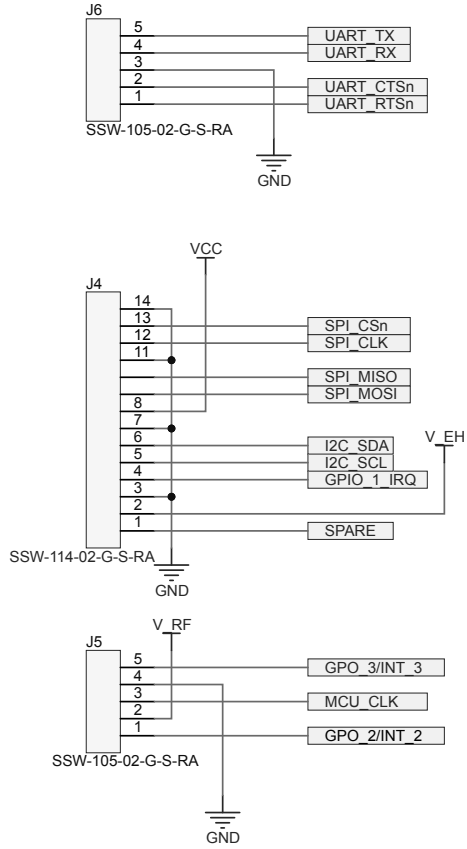 J6
5 UART_TX
4 UART_RX
3
2 UART_CTSn
1 UART_RTSn
SSW-105-02-G-S-RA
GND
VCC
J4
14
13 SPI_CSn
12 SPI_CLK
11
SPI_MISO
SPI_MOSI
8
7
6 I2C_SDA
V_EH
5 I2C_SCL
4 GPIO_1_IRQ
3
2
1 SPARE
SSW-114-02-G-S-RA
GND
V_RF
J5
5 GPO_3/INT_3
4
3 MCU_CLK
2
1 GPO_2/INT_2
SSW-105-02-G-S-RA
GND